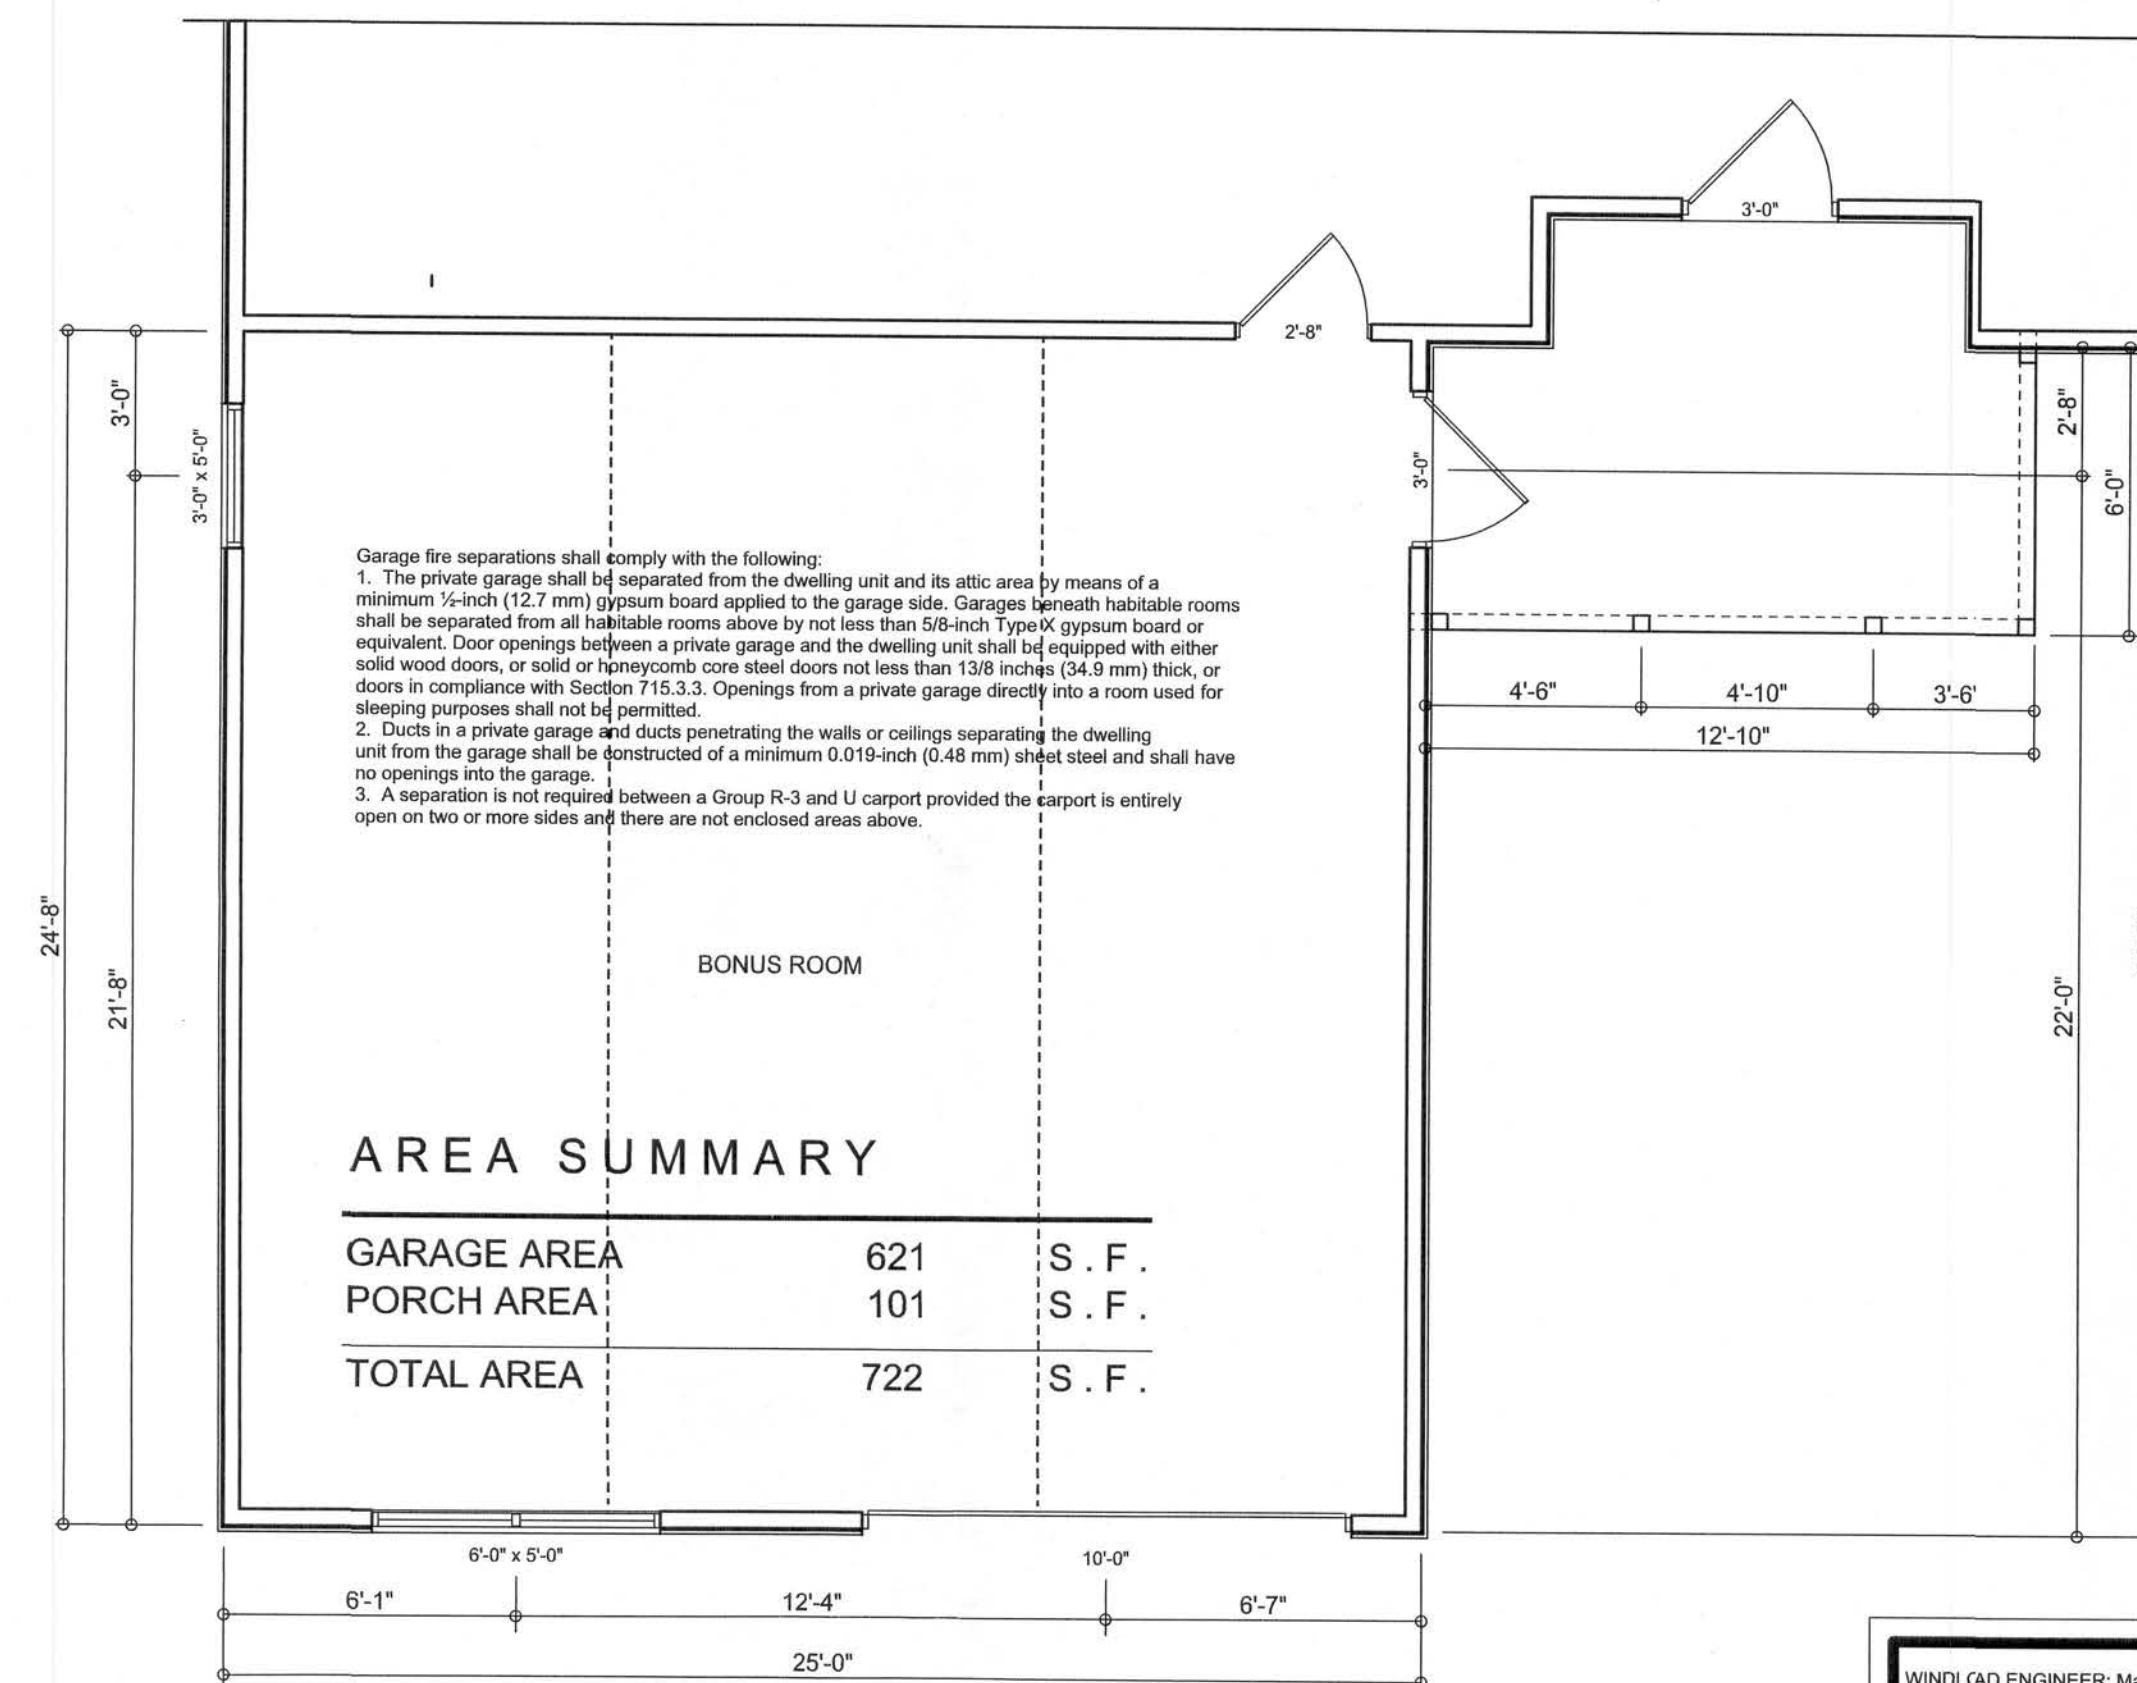 3'-0"
2'-8"
3'-0"
3'-0" x 5'-0"
3'-0"
2'-8"
6'-0"
Garage fire separations shall comply with the following:
1. The private garage shall be separated from the dwelling unit and its attic area by means of a
minimum ½-inch (12.7 mm) gypsum board applied to the garage side. Garages beneath habitable rooms
shall be separated from all habitable rooms above by not less than 5/8-inch Type X gypsum board or
equivalent. Door openings between a private garage and the dwelling unit shall be equipped with either
solid wood doors, or solid or honeycomb core steel doors not less than 13/8 inches (34.9 mm) thick, or
doors in compliance with Section 715.3.3. Openings from a private garage directly into a room used for
sleeping purposes shall not be permitted.
2. Ducts in a private garage and ducts penetrating the walls or ceilings separating the dwelling
unit from the garage shall be constructed of a minimum 0.019-inch (0.48 mm) sheet steel and shall have
no openings into the garage.
3. A separation is not required between a Group R-3 and U carport provided the carport is entirely
open on two or more sides and there are not enclosed areas above.
4'-6" 4'-10" 3'-6'
12'-10"
24'-8"
21'-8"
BONUS ROOM
22'-0"
AREA SUMMARY
GARAGE AREA 621 S.F.
PORCH AREA 101 S.F.
TOTAL AREA 722 S.F.
6'-0" x 5'-0" 10'-0"
6'-1" 12'-4" 6'-7"
25'-0"
ENGINEER: